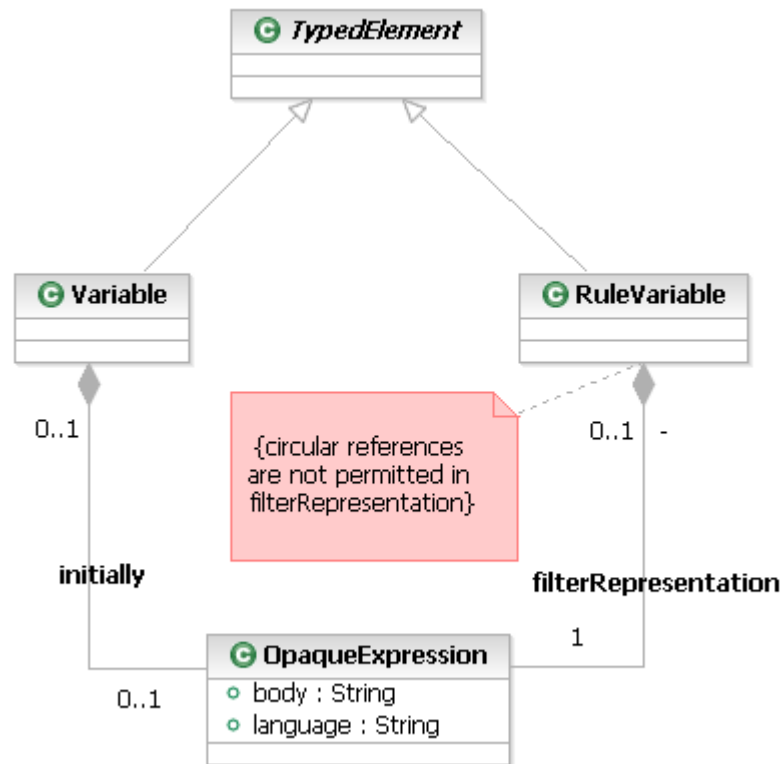 C TypedElement
C Variable
C RuleVariable
0..1
{circular references
are not permitted in
filterRepresentation}
0..1 -
initially
filterRepresentation
C OpaqueExpression
1
body : String
0..1
language : String